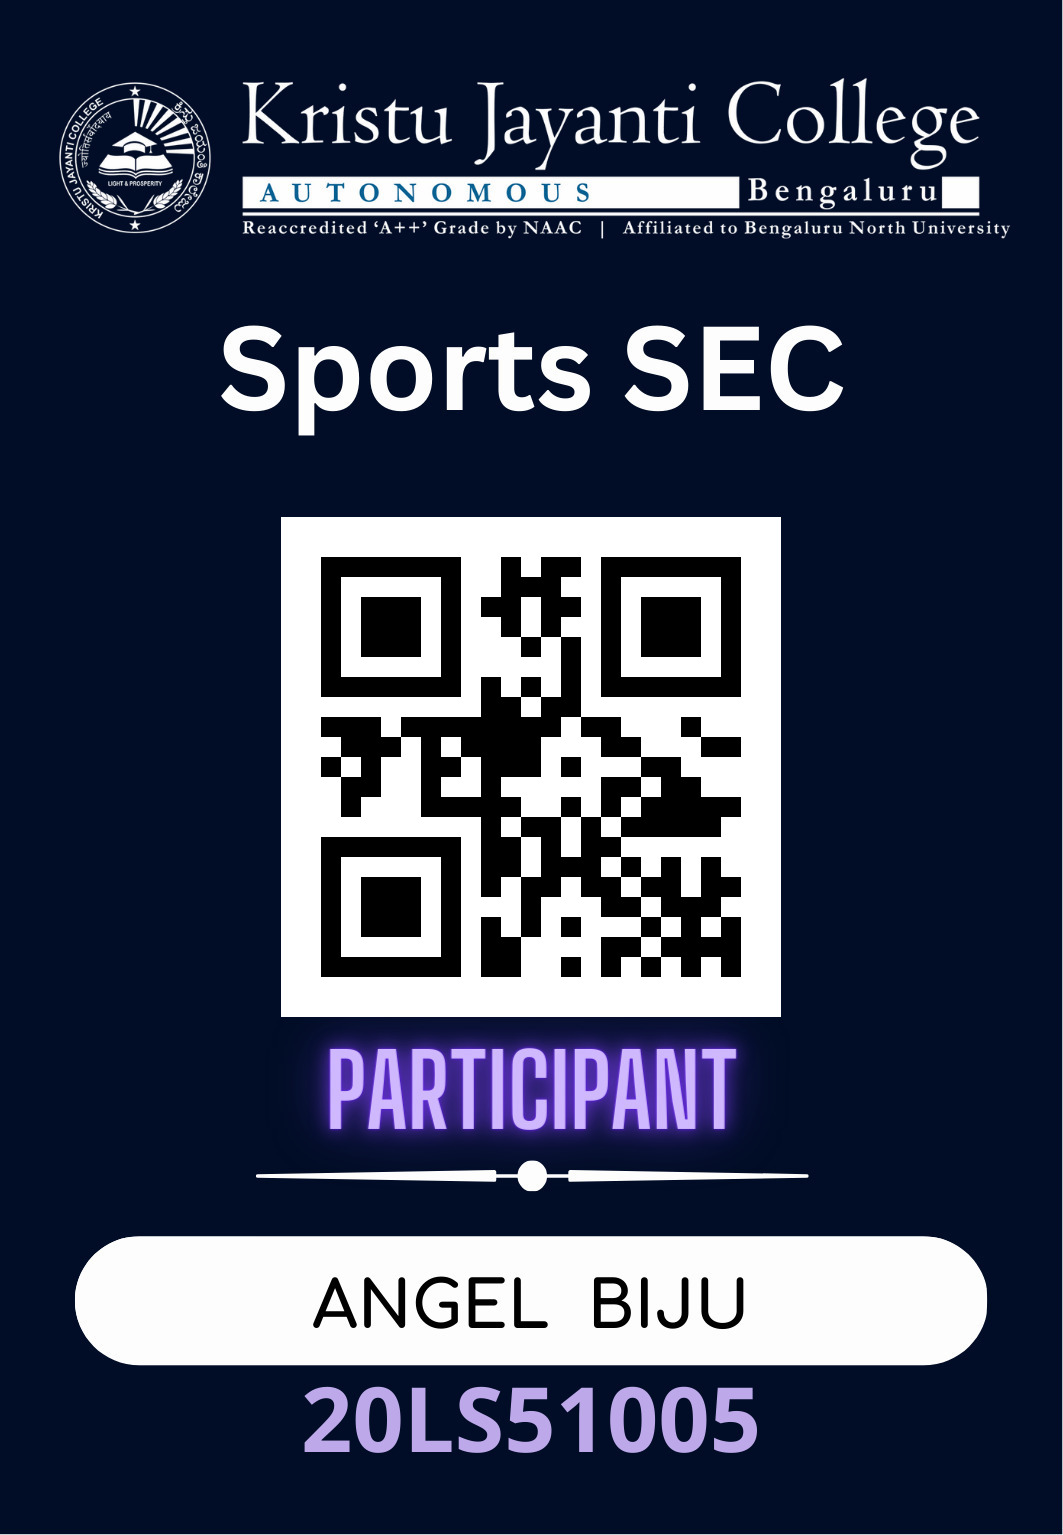 KRISTU JAYANTI COLLEGE
LIGHT & PROSPERITY
Kristu Jayanti College
AUTONOMOUS Bengaluru
Reaccredited ‘A++’ Grade by NAAC | Affiliated to Bengaluru North University
Sports SEC
PARTICIPANT
ANGEL BIJU
20LS51005